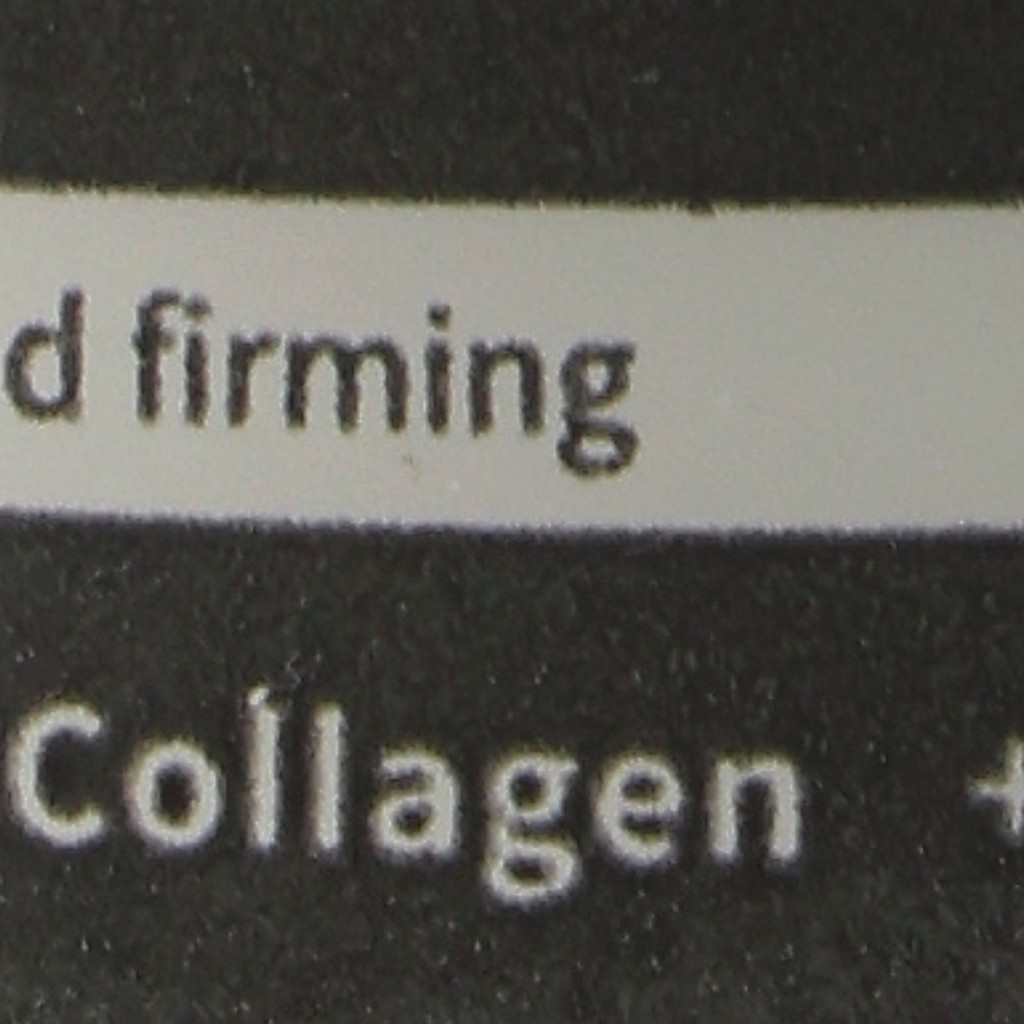 d firming
Collagen +